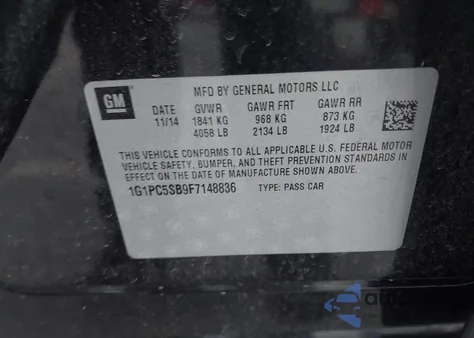 GM
MFD BY GENERAL MOTORS LLC
DATE GVWR GAWR FRT GAWR RR
11/14 1841 KG 968 KG 873 KG
4058 LB 2134 LB 1924 LB
THIS VEHICLE CONFORMS TO ALL APPLICABLE U.S. FEDERAL MOTOR
VEHICLE SAFETY, BUMPER, AND THEFT PREVENTION STANDARDS IN
EFFECT ON THE DATE OF MANUFACTURE SHOWN ABOVE.
1G1PC5SB9F7148836 TYPE: PASS CAR